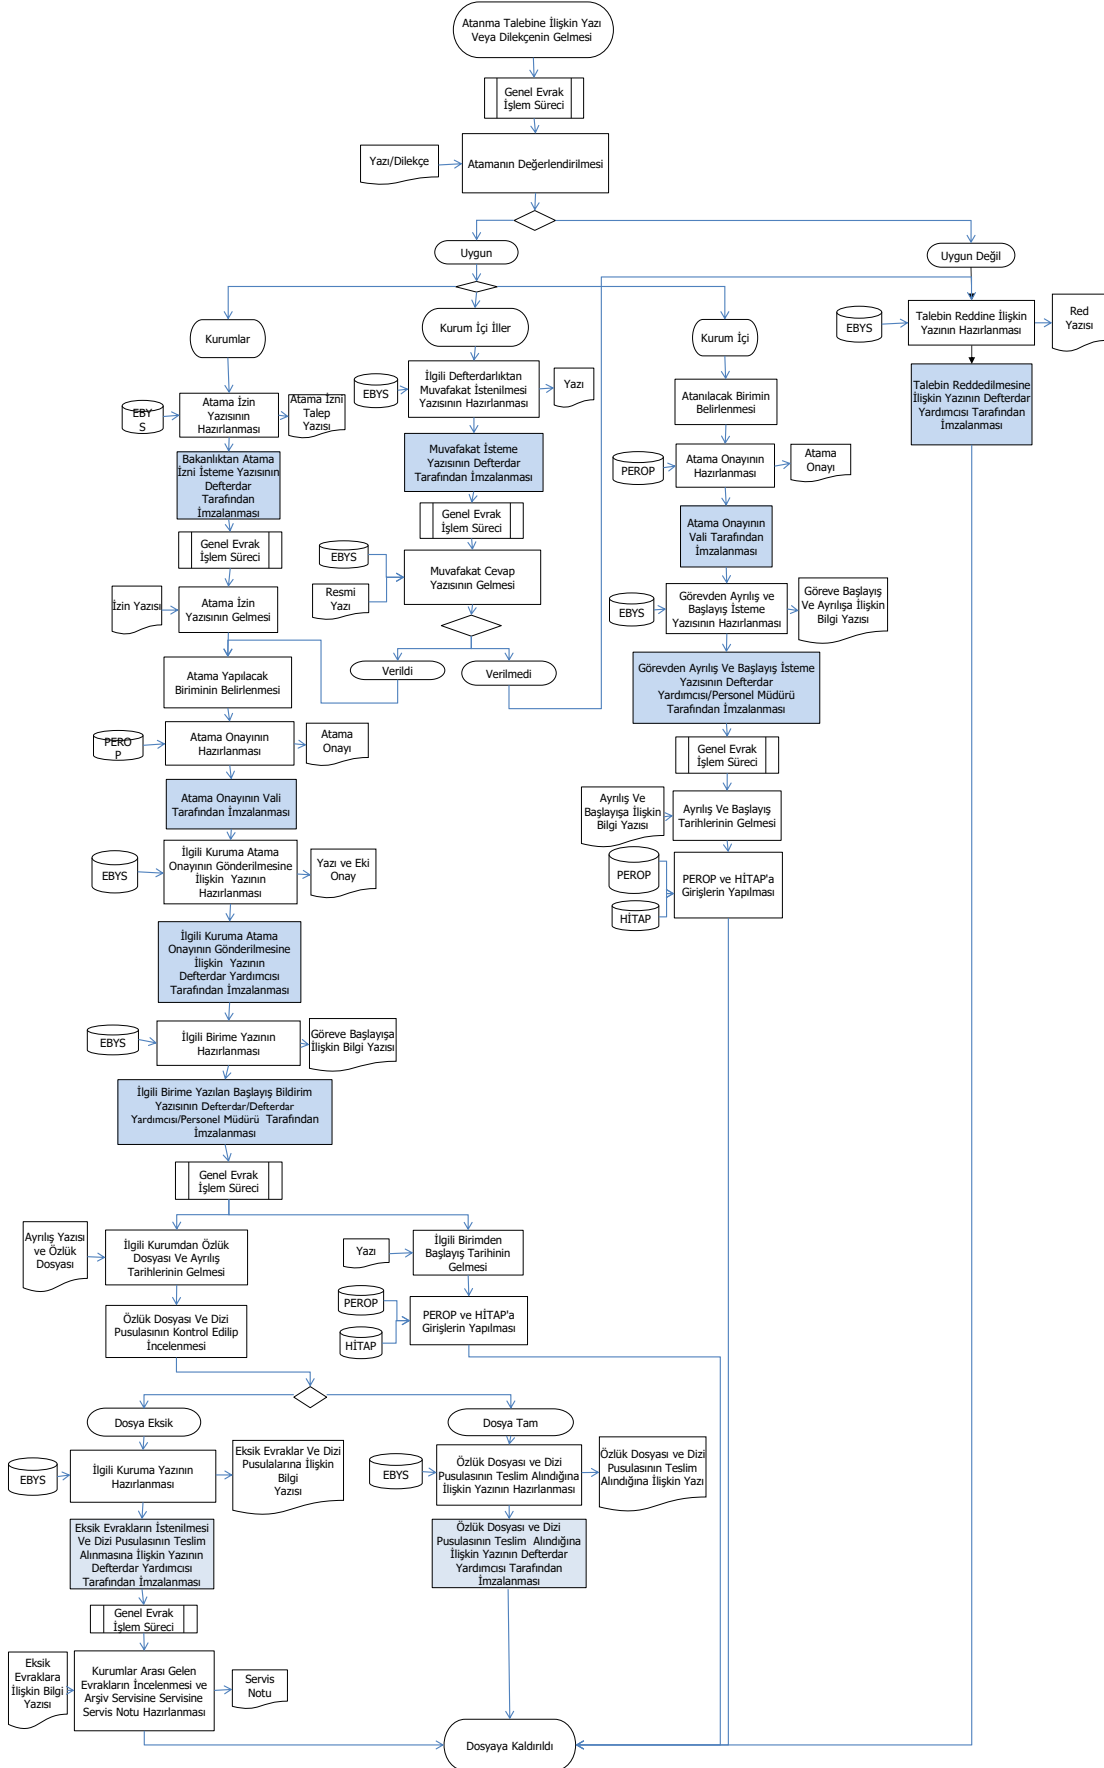 Atanma Talebine İlişkin Yazı
Veya Dilekçenin Gelmesi
Genel Evrak
İşlem Süreci
Yazı/Dilekçe
Atamanın Değerlendirilmesi
Uygun
Uygun Değil
Kurumlar
Kurum İçi İller
Kurum İçi
EBYS
Talebin Reddine İlişkin
Yazının Hazırlanması
Red
Yazısı
EBY
S
Atama İzin
Yazısının
Hazırlanması
Atama İzni
Talep
Yazısı
EBYS
İlgili Defterdarlıktan
Muvafakat İstenilmesi
Yazısının Hazırlanması
Yazı
Atanılacak Birimin
Belirlenmesi
Talebin Reddedilmesine
İlişkin Yazının Defterdar
Yardımcısı Tarafından
İmzalanması
Bakanlıktan Atama
İzni İsteme Yazısının
Defterdar
Tarafından
İmzalanması
Muvafakat İsteme
Yazısının Defterdar
Tarafından İmzalanması
PEROP
Atama Onayının
Hazırlanması
Atama
Onayı
Genel Evrak
İşlem Süreci
Genel Evrak
İşlem Süreci
Atama Onayının
Vali Tarafından
İmzalanması
İzin Yazısı
Atama İzin
Yazısının Gelmesi
EBYS
Resmi
Yazı
Muvafakat Cevap
Yazısının Gelmesi
EBYS
Görevden Ayrılış ve
Başlayış İsteme
Yazısının Hazırlanması
Göreve Başlayış
Ve Ayrılışa İlişkin
Bilgi Yazısı
Verildi
Verilmedi
Atama Yapılacak
Biriminin Belirlenmesi
Görevden Ayrılış Ve Başlayış İsteme
Yazısının Defterdar
Yardımcısı/Personel Müdürü
Tarafından İmzalanması
PERO
P
Atama Onayının
Hazırlanması
Atama
Onayı
Genel Evrak
İşlem Süreci
Atama Onayının Vali
Tarafından İmzalanması
Ayrılış Ve
Başlayışa İlişkin
Bilgi Yazısı
Ayrılış Ve Başlayış
Tarihlerinin Gelmesi
EBYS
İlgili Kuruma Atama
Onayının Gönderilmesine
İlişkin Yazının
Hazırlanması
Yazı ve Eki
Onay
PEROP
HİTAP
PEROP ve HİTAP'a
Girişlerin Yapılması
İlgili Kuruma Atama
Onayının Gönderilmesine
İlişkin Yazının
Defterdar Yardımcısı
Tarafından İmzalanması
EBYS
İlgili Birime Yazının
Hazırlanması
Göreve Başlayışa
İlişkin Bilgi Yazısı
İlgili Birime Yazılan Başlayış Bildirim
Yazısının Defterdar/Defterdar
Yardımcısı/Personel Müdürü Tarafından
İmzalanması
Genel Evrak
İşlem Süreci
Ayrılış Yazısı
ve Özlük
Dosyası
İlgili Kurumdan Özlük
Dosyası Ve Ayrılış
Tarihlerinin Gelmesi
Yazı
İlgili Birimden
Başlayış Tarihinin
Gelmesi
Özlük Dosyası Ve Dizi
Pusulasının Kontrol Edilip
İncelenmesi
PEROP
HİTAP
PEROP ve HİTAP'a
Girişlerin Yapılması
Dosya Eksik
Dosya Tam
EBYS
İlgili Kuruma Yazının
Hazırlanması
Eksik Evraklar Ve Dizi
Pusulalarına İlişkin
Bilgi
Yazısı
EBYS
Özlük Dosyası ve Dizi
Pusulasının Teslim Alındığına
İlişkin Yazının Hazırlanması
Özlük Dosyası ve Dizi
Pusulasının Teslim
Alındığına İlişkin Yazı
Eksik Evrakların İstenilmesi
Ve Dizi Pusulasının Teslim
Alınmasına İlişkin Yazının
Defterdar Yardımcısı
Tarafından İmzalanması
Özlük Dosyası ve Dizi
Pusulasının Teslim Alındığına
İlişkin Yazının Defterdar
Yardımcısı Tarafından
İmzalanması
Genel Evrak
İşlem Süreci
Eksik
Evraklara
İlişkin Bilgi
Yazısı
Kurumlar Arası Gelen
Evrakların İncelenmesi ve
Arşiv Servisine Servisine
Servis Notu Hazırlanması
Servis
Notu
Dosyaya Kaldırıldı